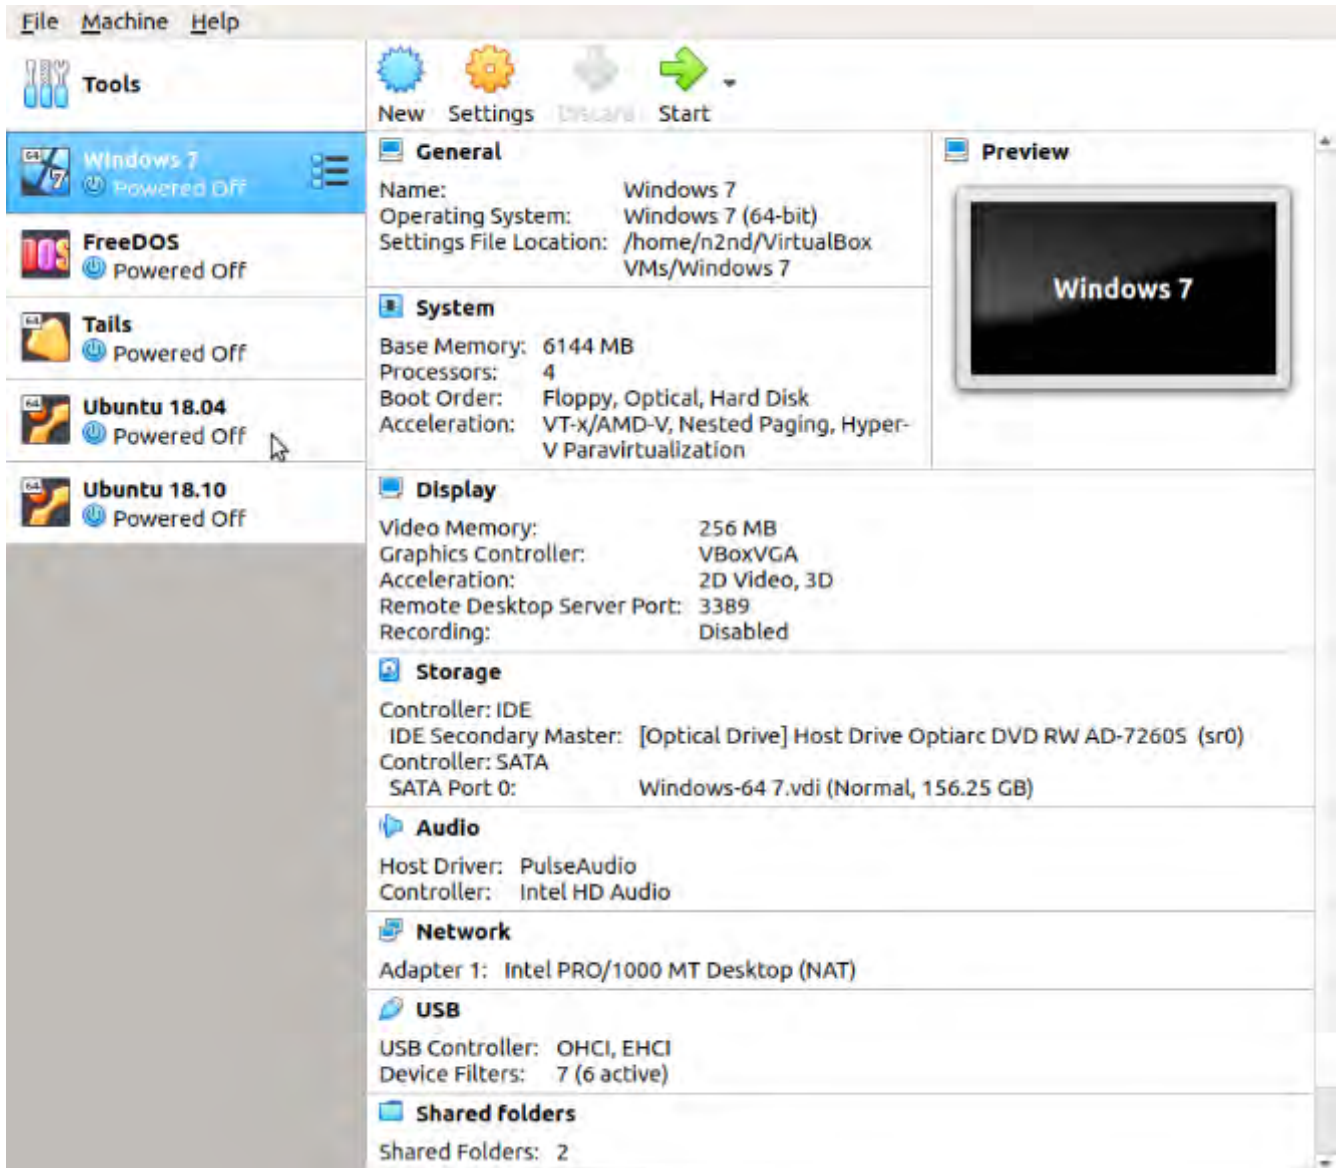 File Machine Help
Tools
New Settings Discard Start
Windows 7
Powered Off
FreeDOS
Powered Off
Tails
Powered Off
Ubuntu 18.04
Powered Off
Ubuntu 18.10
Powered Off
General
Name: Windows 7
Operating System: Windows 7 (64-bit)
Settings File Location: /home/n2nd/VirtualBox
VMs/Windows 7
Preview
Windows 7
System
Base Memory: 6144 MB
Processors: 4
Boot Order: Floppy, Optical, Hard Disk
Acceleration: VT-x/AMD-V, Nested Paging, Hyper-
V Paravirtualization
Display
Video Memory: 256 MB
Graphics Controller: VBoxVGA
Acceleration: 2D Video, 3D
Remote Desktop Server Port: 3389
Recording: Disabled
Storage
Controller: IDE
IDE Secondary Master: [Optical Drive] Host Drive Optiarc DVD RW AD-7260S (sr0)
Controller: SATA
SATA Port 0: Windows-64 7.vdi (Normal, 156.25 GB)
Audio
Host Driver: PulseAudio
Controller: Intel HD Audio
Network
Adapter 1: Intel PRO/1000 MT Desktop (NAT)
USB
USB Controller: OHCI, EHCI
Device Filters: 7 (6 active)
Shared folders
Shared Folders: 2